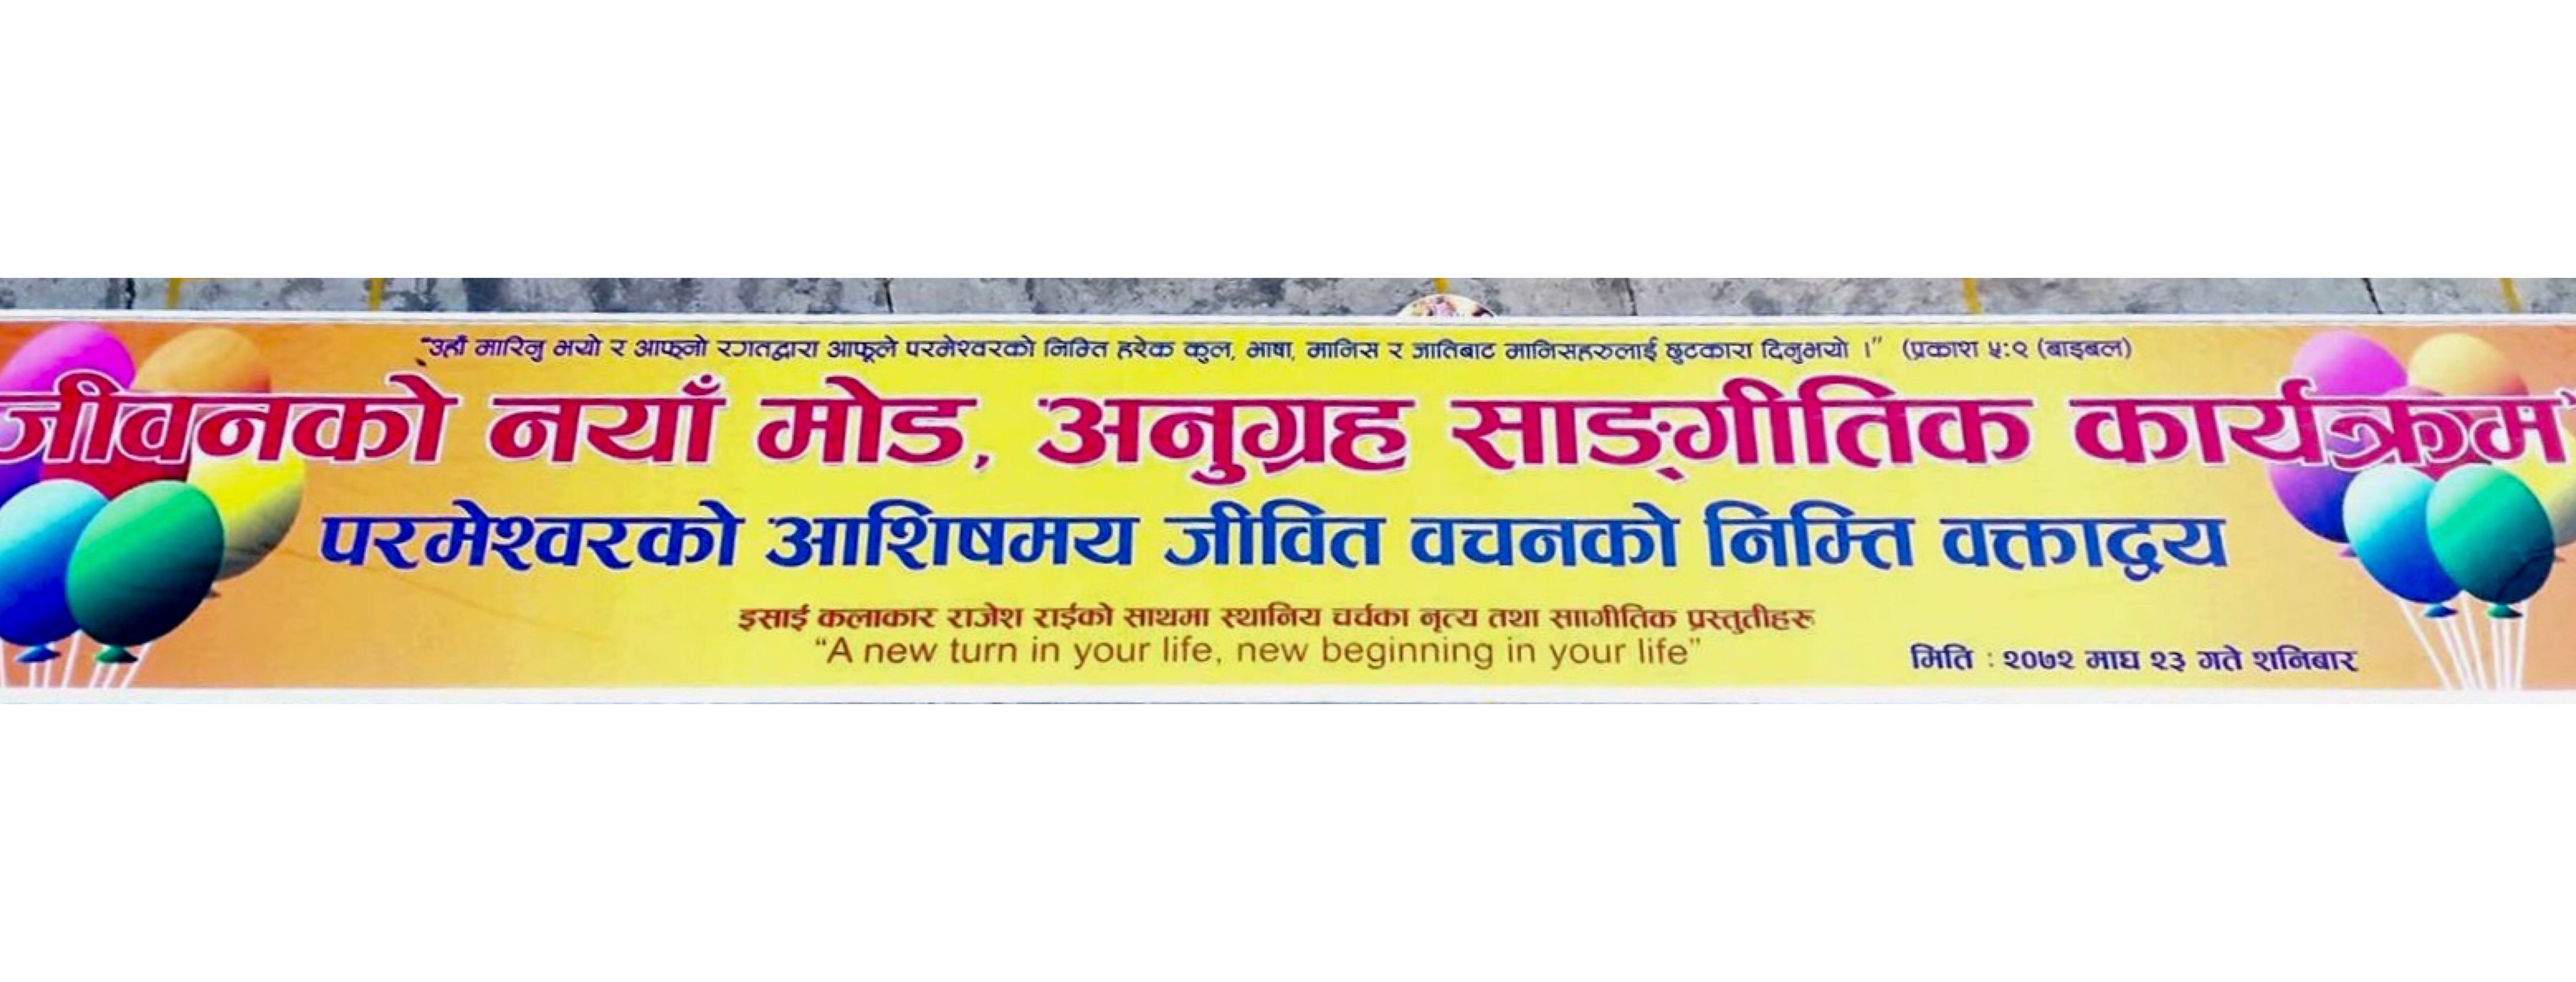 "उहाँ मारिनु भयो र आफ्नो रगतद्वारा आफूले परमेश्वरको निम्ति हरेक कुल, भाषा, मानिस र जातिबाट मानिसहरुलाई छुटकारा दिनुभयो ।" (प्रकाश ५:९ (बाइबल)
जीवनको नयाँ मोड, अनुग्रह साङ्गीतिक कार्यक्रम'
परमेश्वरको आशिषमय जीवित वचनको निम्ति वक्ताद्वय
इसाई कलाकार राजेश राईको साथमा स्थानिय चर्चका नृत्य तथा साागीतिक प्रस्तुतीहरु
"A new turn in your life, new beginning in your life"
मिति : २०७२ माघ २३ गते शनिबार